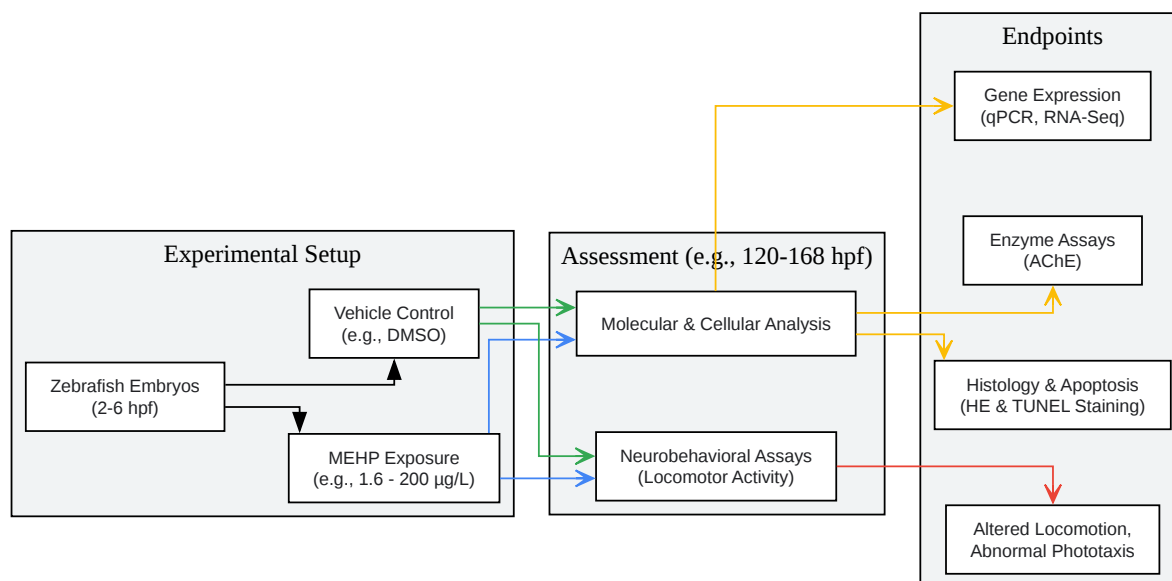 Experimental Setup
Zebrafish Embryos
(2-6 hpf)
Vehicle Control
(e.g., DMSO)
MEHP Exposure
(e.g., 1.6 - 200 µg/L)
Assessment (e.g., 120-168 hpf)
Molecular & Cellular Analysis
Neurobehavioral Assays
(Locomotor Activity)
Endpoints
Gene Expression
(qPCR, RNA-Seq)
Enzyme Assays
(AChE)
Histology & Apoptosis
(HE & TUNEL Staining)
Altered Locomotion,
Abnormal Phototaxis